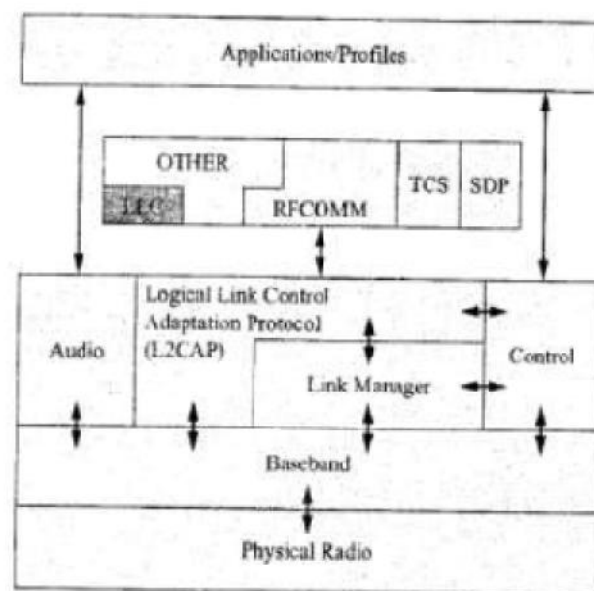 Applications/Profiles
OTHER
TCS
SDP
LLC
RFCOMM
Logical Link Control
Adaptation Protocol
(L2CAP)
Audio
Control
Link Manager
Baseband
Physical Radio